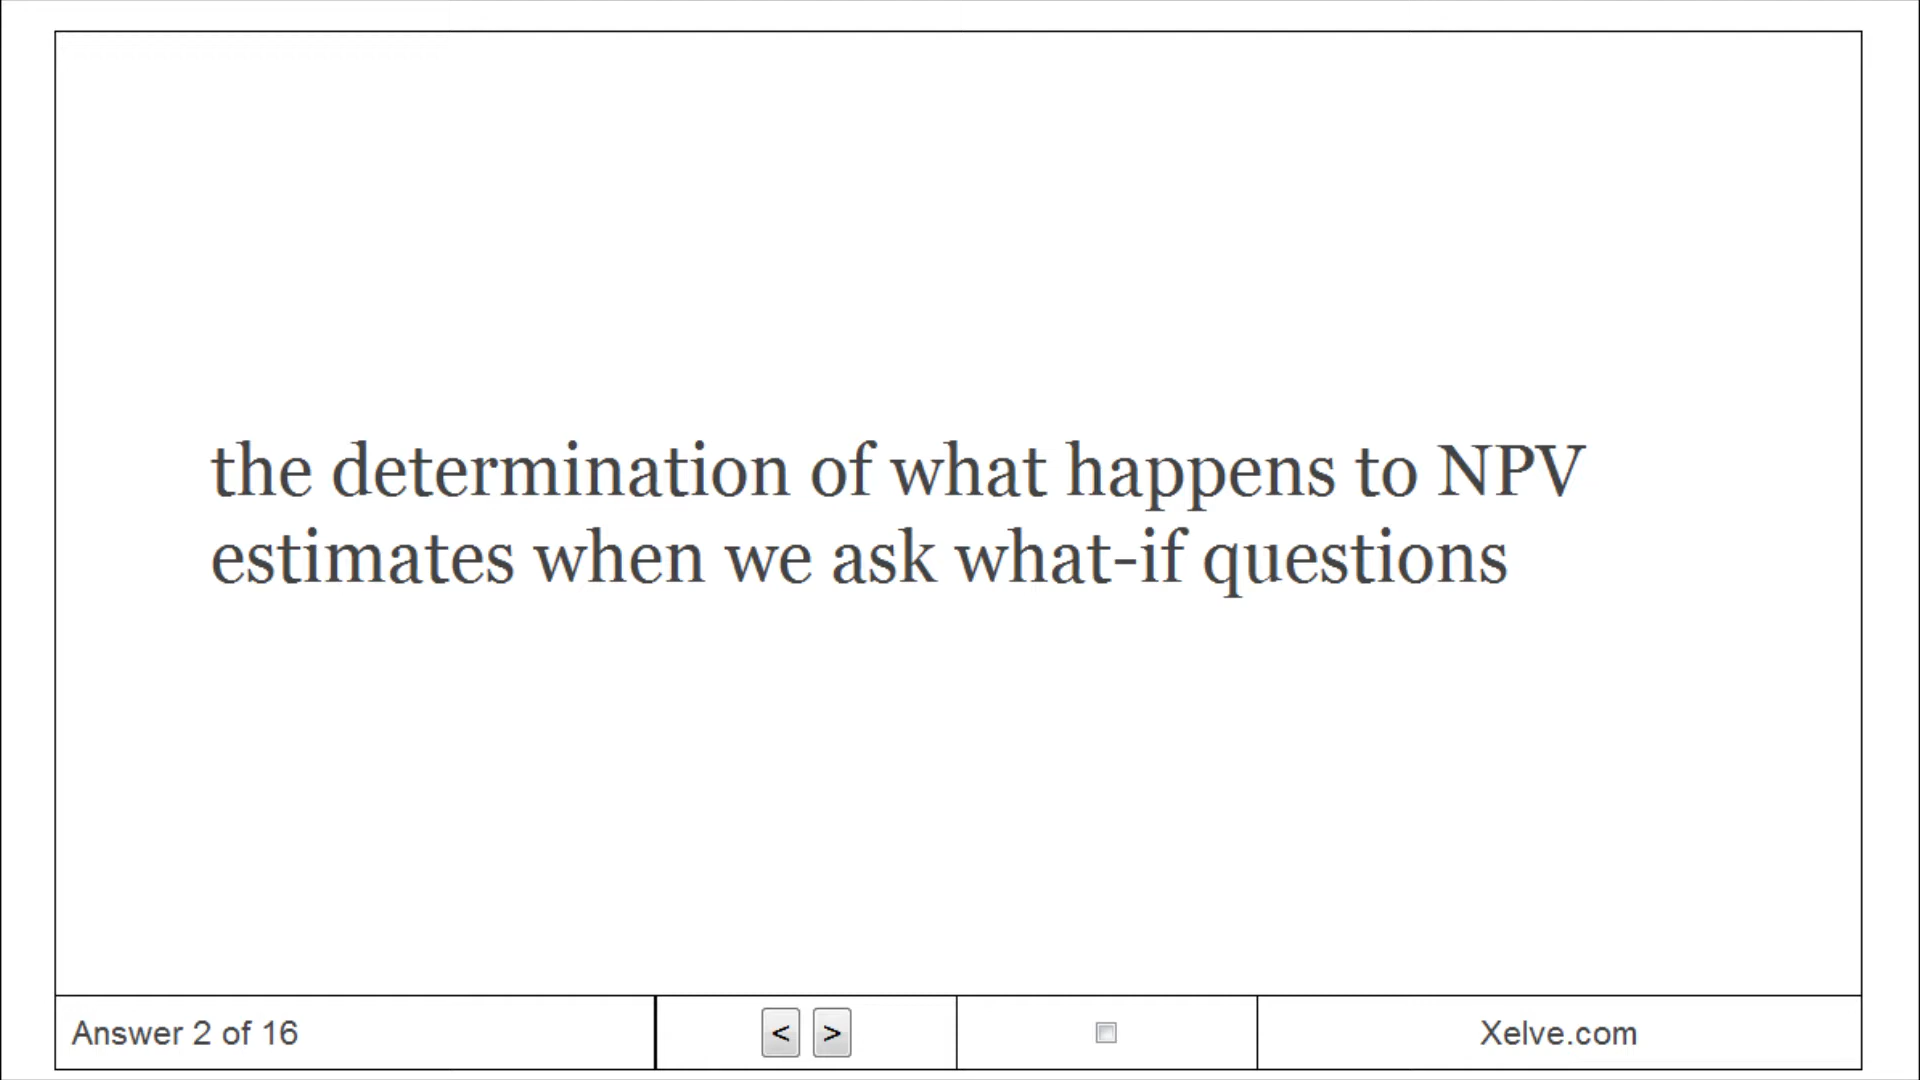 the determination of what happens to NPV
estimates when we ask what-if questions
Answer 2 of 16
< >
Xelve.com